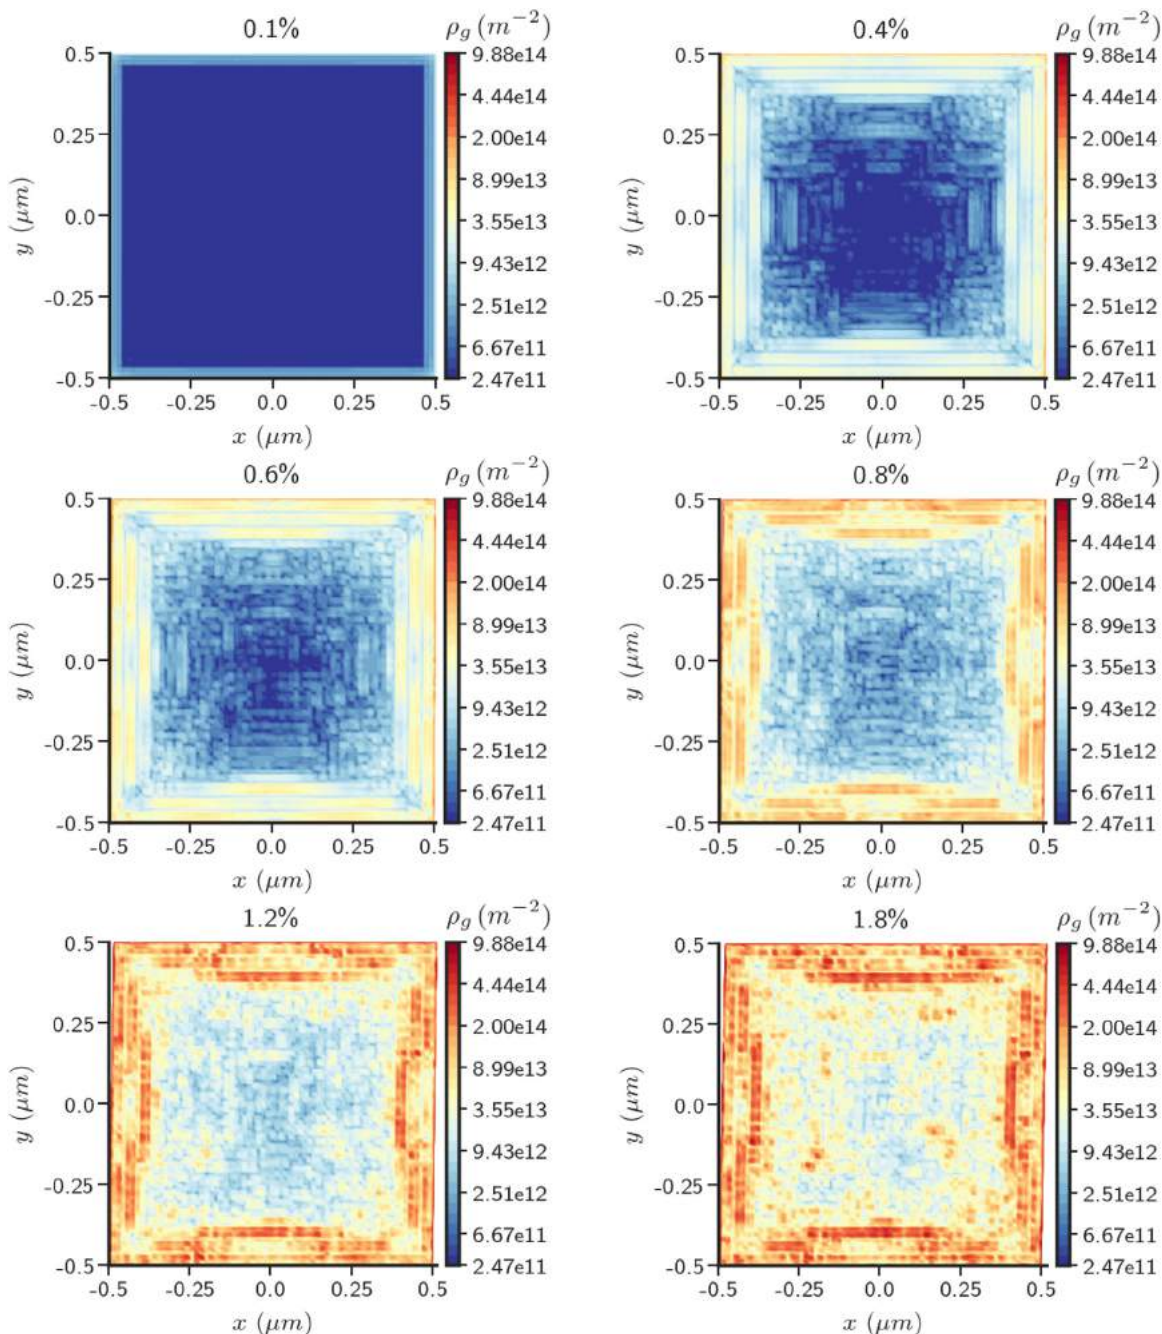 0.1%
ρ_g (m⁻²)
0.5
0.25
0.0
-0.25
-0.5
y (μm)
-0.5 -0.25 0.0 0.25 0.5
x (μm)
9.88e14
4.44e14
2.00e14
8.99e13
3.55e13
9.43e12
2.51e12
6.67e11
2.47e11
0.4%
ρ_g (m⁻²)
0.5
0.25
0.0
-0.25
-0.5
y (μm)
-0.5 -0.25 0.0 0.25 0.5
x (μm)
9.88e14
4.44e14
2.00e14
8.99e13
3.55e13
9.43e12
2.51e12
6.67e11
2.47e11
0.6%
ρ_g (m⁻²)
0.5
0.25
0.0
-0.25
-0.5
y (μm)
-0.5 -0.25 0.0 0.25 0.5
x (μm)
9.88e14
4.44e14
2.00e14
8.99e13
3.55e13
9.43e12
2.51e12
6.67e11
2.47e11
0.8%
ρ_g (m⁻²)
0.5
0.25
0.0
-0.25
-0.5
y (μm)
-0.5 -0.25 0.0 0.25 0.5
x (μm)
9.88e14
4.44e14
2.00e14
8.99e13
3.55e13
9.43e12
2.51e12
6.67e11
2.47e11
1.2%
ρ_g (m⁻²)
0.5
0.25
0.0
-0.25
-0.5
y (μm)
-0.5 -0.25 0.0 0.25 0.5
x (μm)
9.88e14
4.44e14
2.00e14
8.99e13
3.55e13
9.43e12
2.51e12
6.67e11
2.47e11
1.8%
ρ_g (m⁻²)
0.5
0.25
0.0
-0.25
-0.5
y (μm)
-0.5 -0.25 0.0 0.25 0.5
x (μm)
9.88e14
4.44e14
2.00e14
8.99e13
3.55e13
9.43e12
2.51e12
6.67e11
2.47e11